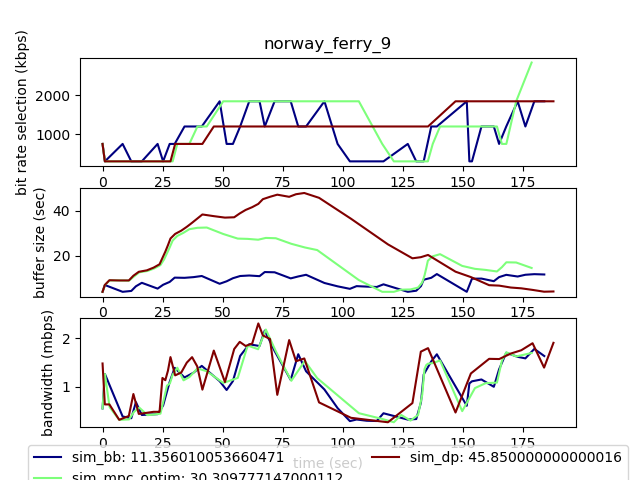 norway_ferry_9
bit rate selection (kbps)
2000
1000
0 25 50 75 100 125 150 175
buffer size (sec)
40
20
0 25 50 75 100 125 150 175
bandwidth (mbps)
2
1
0 25 50 75 100 125 150 175
time (sec)
sim_bb: 11.356010053660471
sim_dp: 45.850000000000016
sim_mpc_optim: 30.309777147000112